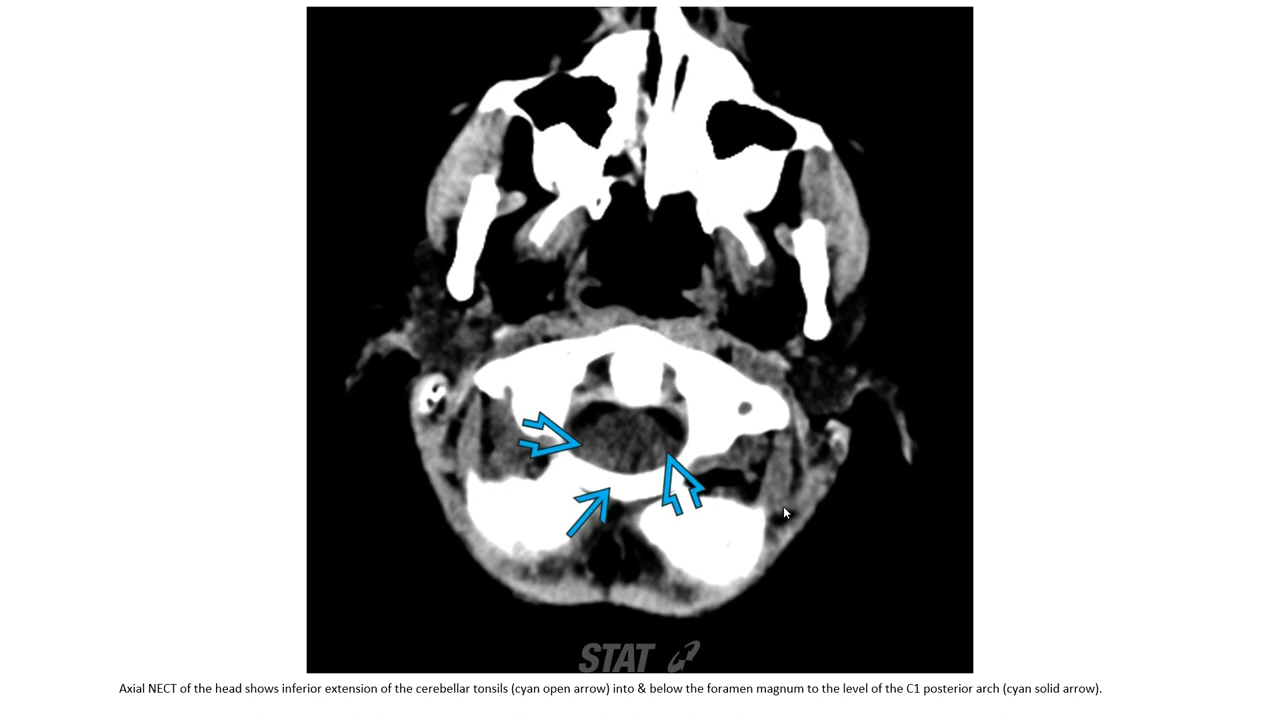 STAT
Axial NECT of the head shows inferior extension of the cerebellar tonsils (cyan open arrow) into & below the foramen magnum to the level of the C1 posterior arch (cyan solid arrow).